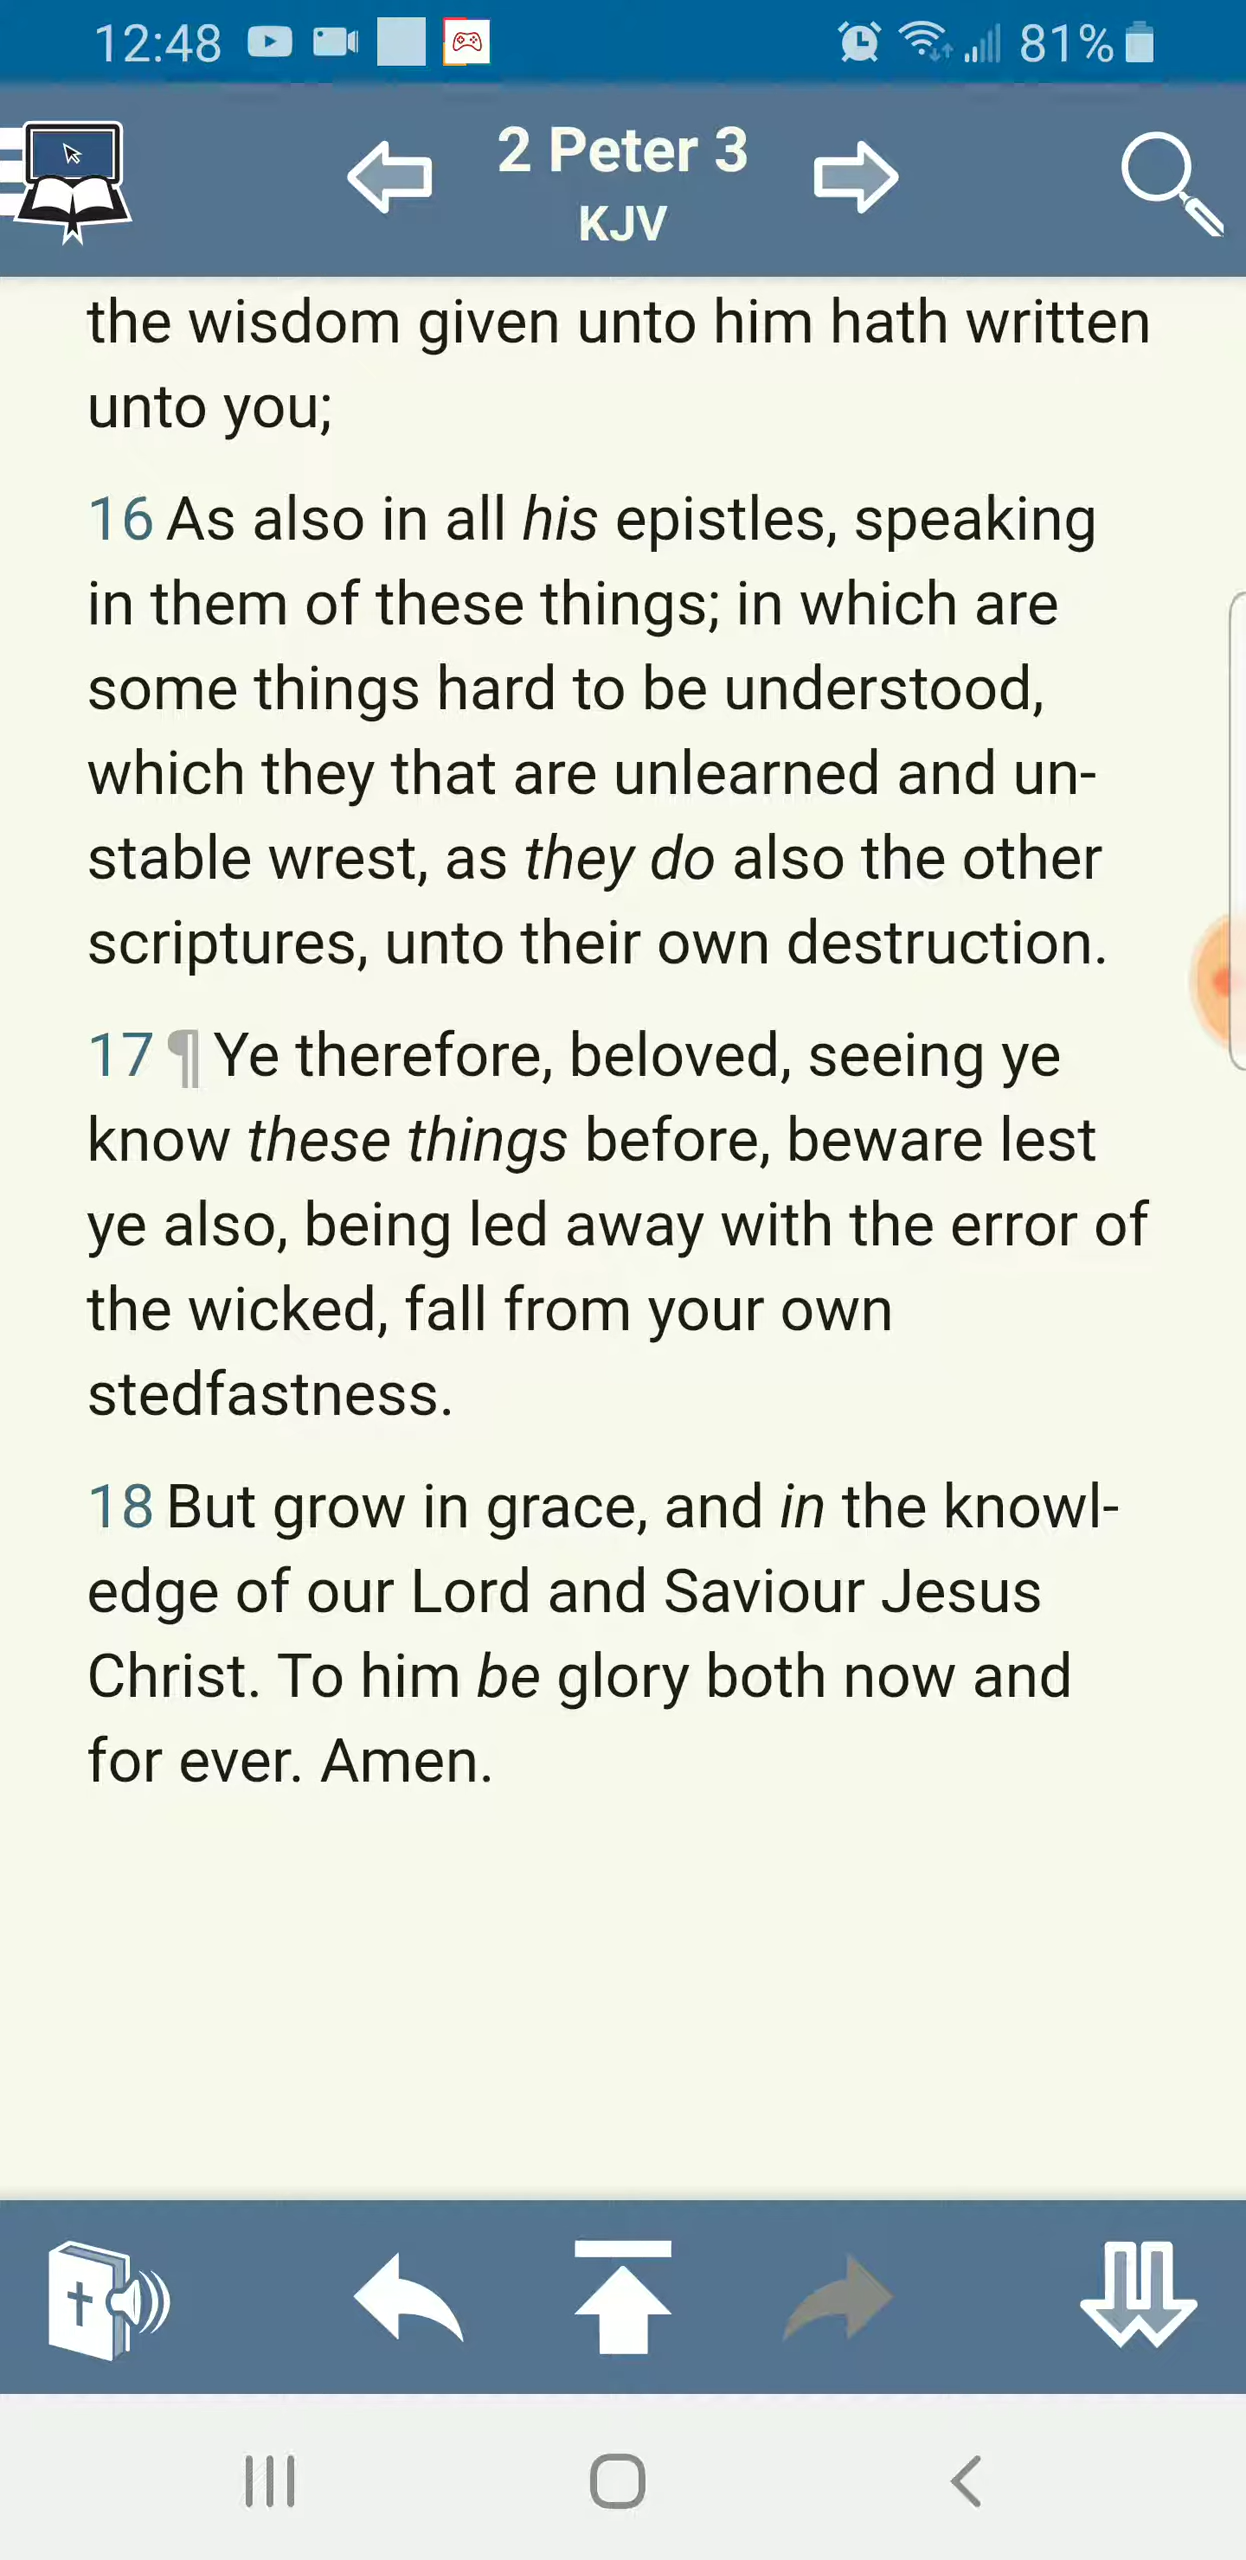 12:48
81%
2 Peter 3
KJV
the wisdom given unto him hath written
unto you;
16 As also in all his epistles, speaking
in them of these things; in which are
some things hard to be understood,
which they that are unlearned and un-
stable wrest, as they do also the other
scriptures, unto their own destruction.
17 ¶ Ye therefore, beloved, seeing ye
know these things before, beware lest
ye also, being led away with the error of
the wicked, fall from your own
stedfastness.
18 But grow in grace, and in the knowl-
edge of our Lord and Saviour Jesus
Christ. To him be glory both now and
for ever. Amen.